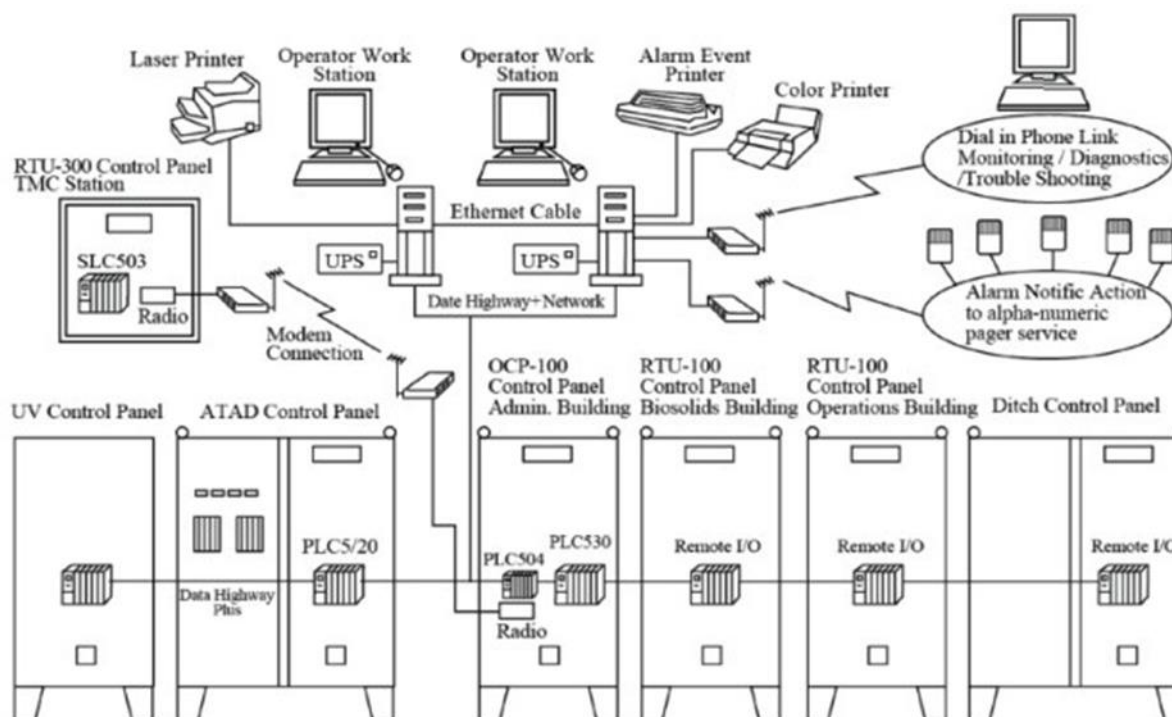 Laser Printer
Operator Work
Station
Operator Work
Station
Alarm Event
Printer
Color Printer
Dial in Phone Link
Monitoring / Diagnostics
/Trouble Shooting
RTU-300 Control Panel
TMC Station
SLC503
Radio
Ethernet Cable
UPS
UPS
Date Highway+ Network
Modem
Connection
Alarm Notific Action
to alpha-numeric
pager service
UV Control Panel
ATAD Control Panel
OCP-100
Control Panel
Admin. Building
RTU-100
Control Panel
Biosolids Building
RTU-100
Control Panel
Operations Building
Ditch Control Panel
Data Highway
Plus
PLC5/20
PLC504
PLC530
Radio
Remote I/O
Remote I/O
Remote I/O